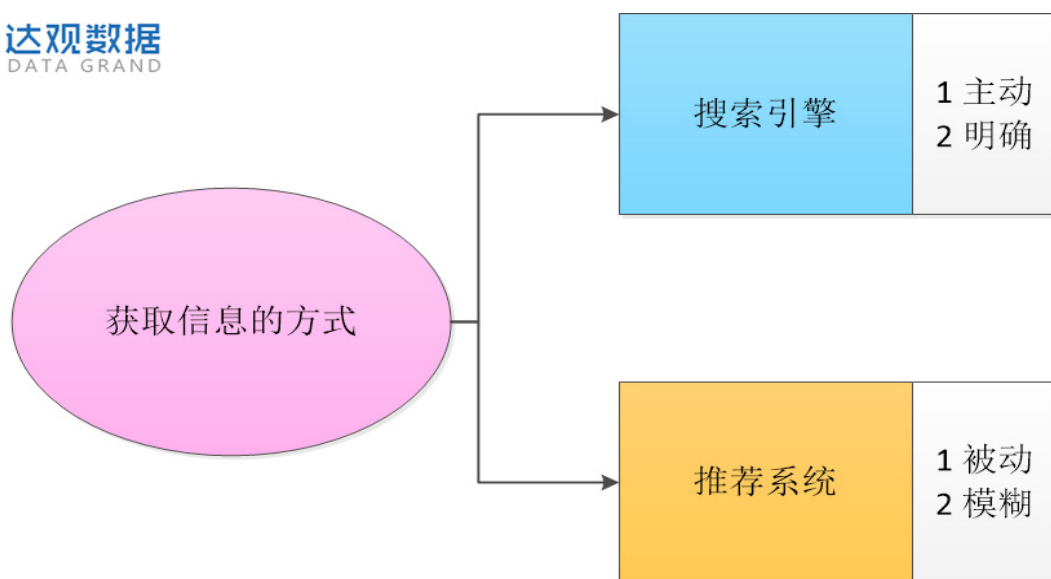 达观数据
DATA GRAND
搜索引擎
1 主动
2 明确
获取信息的方式
推荐系统
1 被动
2 模糊